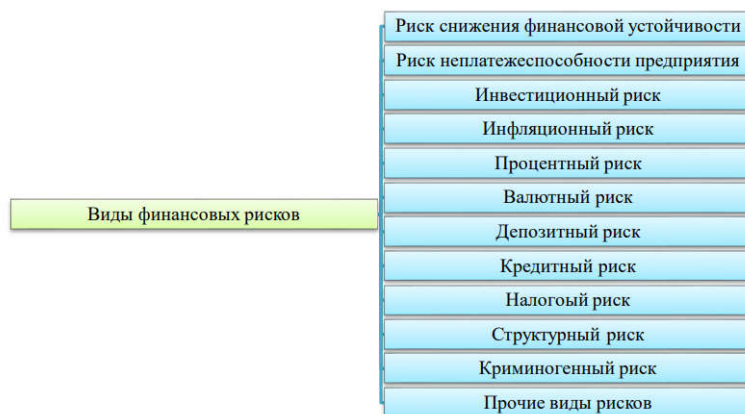 Риск снижения финансовой устойчивости
Риск неплатежеспособности предприятия
Инвестиционный риск
Инфляционный риск
Процентный риск
Валютный риск
Виды финансовых рисков
Депозитный риск
Кредитный риск
Налогоый риск
Структурный риск
Криминогенный риск
Прочие виды рисков